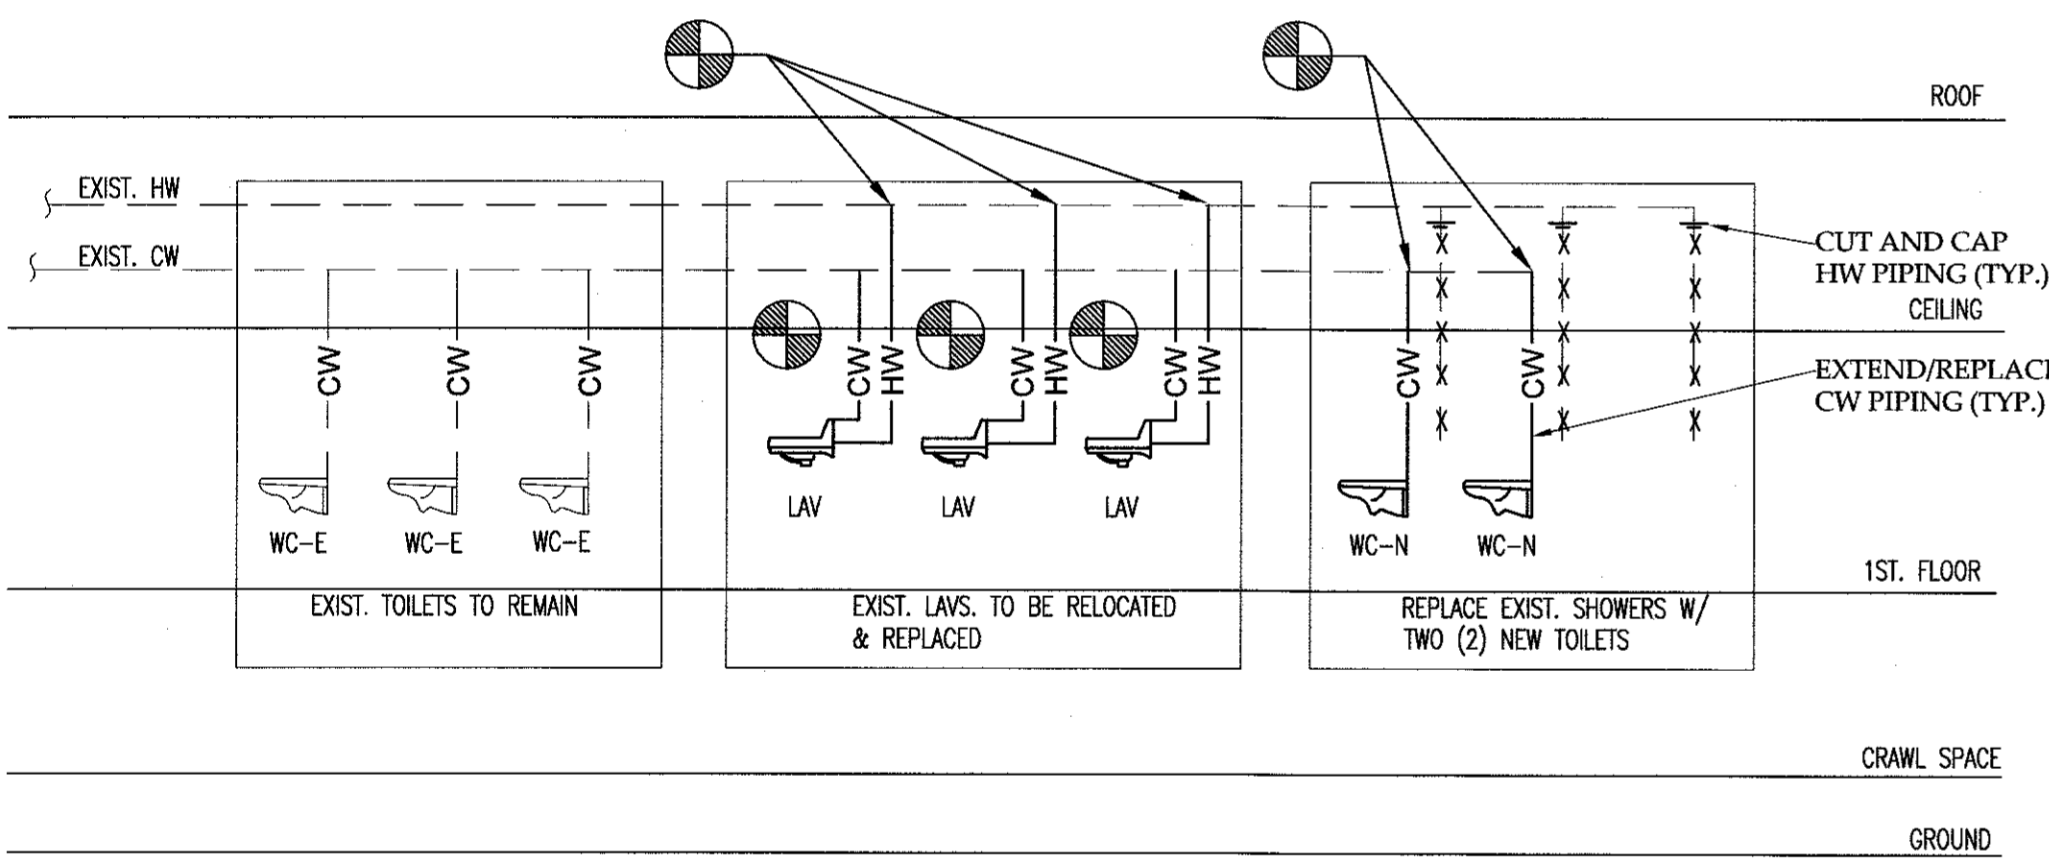 ROOF
EXIST. HW
EXIST. CW
CUT AND CAP
HW PIPING (TYP.)
CEILING
CW
CW
CW
CW
HW
CW
HW
CW
HW
CW
CW
EXTEND/REPLACE
CW PIPING (TYP.)
WC-E
WC-E
WC-E
LAV
LAV
LAV
WC-N
WC-N
1ST. FLOOR
EXIST. TOILETS TO REMAIN
EXIST. LAVS. TO BE RELOCATED
& REPLACED
REPLACE EXIST. SHOWERS W/
TWO (2) NEW TOILETS
CRAWL SPACE
GROUND